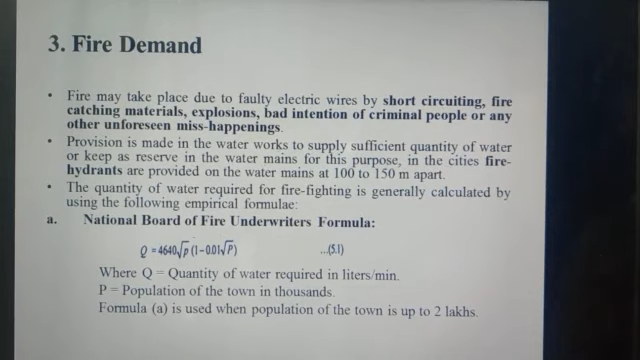 3. Fire Demand
• Fire may take place due to faulty electric wires by short circuiting, fire
catching materials, explosions, bad intention of criminal people or any
other unforeseen miss-happenings.
• Provision is made in the water works to supply sufficient quantity of water
or keep as reserve in the water mains for this purpose, in the cities fire-
hydrants are provided on the water mains at 100 to 150 m apart.
• The quantity of water required for fire-fighting is generally calculated by
using the following empirical formulae:
a. National Board of Fire Underwriters Formula:
Q = 4640√p (1-0.01√P) ...(5.1)
Where Q = Quantity of water required in liters/min.
P = Population of the town in thousands.
Formula (a) is used when population of the town is up to 2 lakhs.